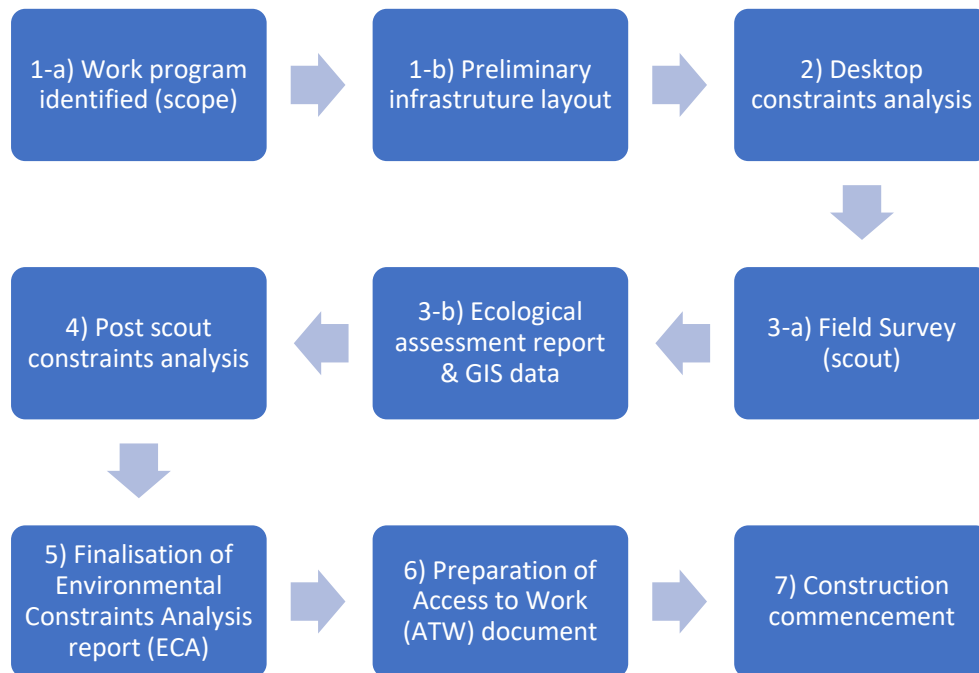 1-a) Work program
identified (scope)
1-b) Preliminary
infrastruture layout
2) Desktop
constraints analysis
3-a) Field Survey
(scout)
3-b) Ecological
assessment report
& GIS data
4) Post scout
constraints analysis
5) Finalisation of
Environmental
Constraints Analysis
report (ECA)
6) Preparation of
Access to Work
(ATW) document
7) Construction
commencement